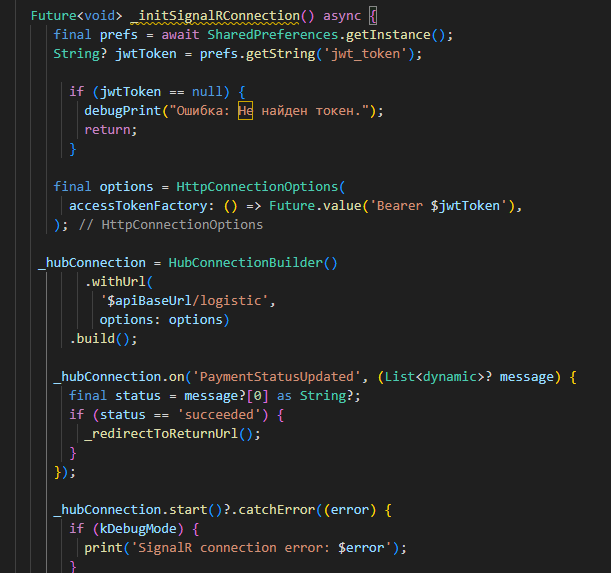 Future<void> _initSignalRConnection() async {
final prefs = await SharedPreferences.getInstance();
String? jwtToken = prefs.getString('jwt_token');
if (jwtToken == null) {
debugPrint("Ошибка: Не найден токен.");
return;
}
final options = HttpConnectionOptions(
accessTokenFactory: () => Future.value('Bearer $jwtToken'),
); // HttpConnectionOptions
_hubConnection = HubConnectionBuilder()
.withUrl(
'$apiBaseUrl/logistic',
options: options)
.build();
_hubConnection.on('PaymentStatusUpdated', (List<dynamic>? message) {
final status = message?[0] as String?;
if (status == 'succeeded') {
_redirectToReturnUrl();
}
});
_hubConnection.start()?.catchError((error) {
if (kDebugMode) {
print('SignalR connection error: $error');
}